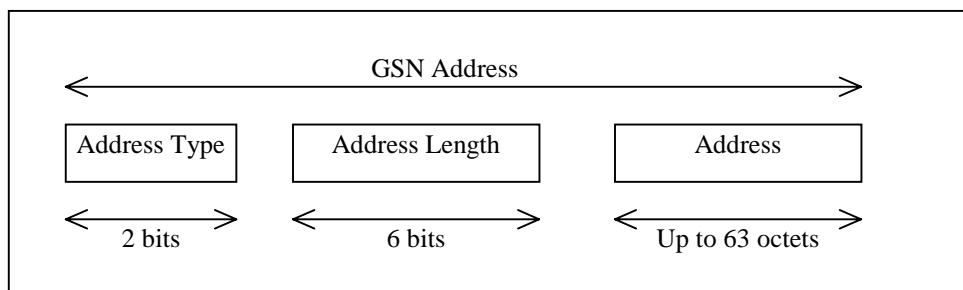 GSN Address
Address Type
Address Length
Address
2 bits
6 bits
Up to 63 octets